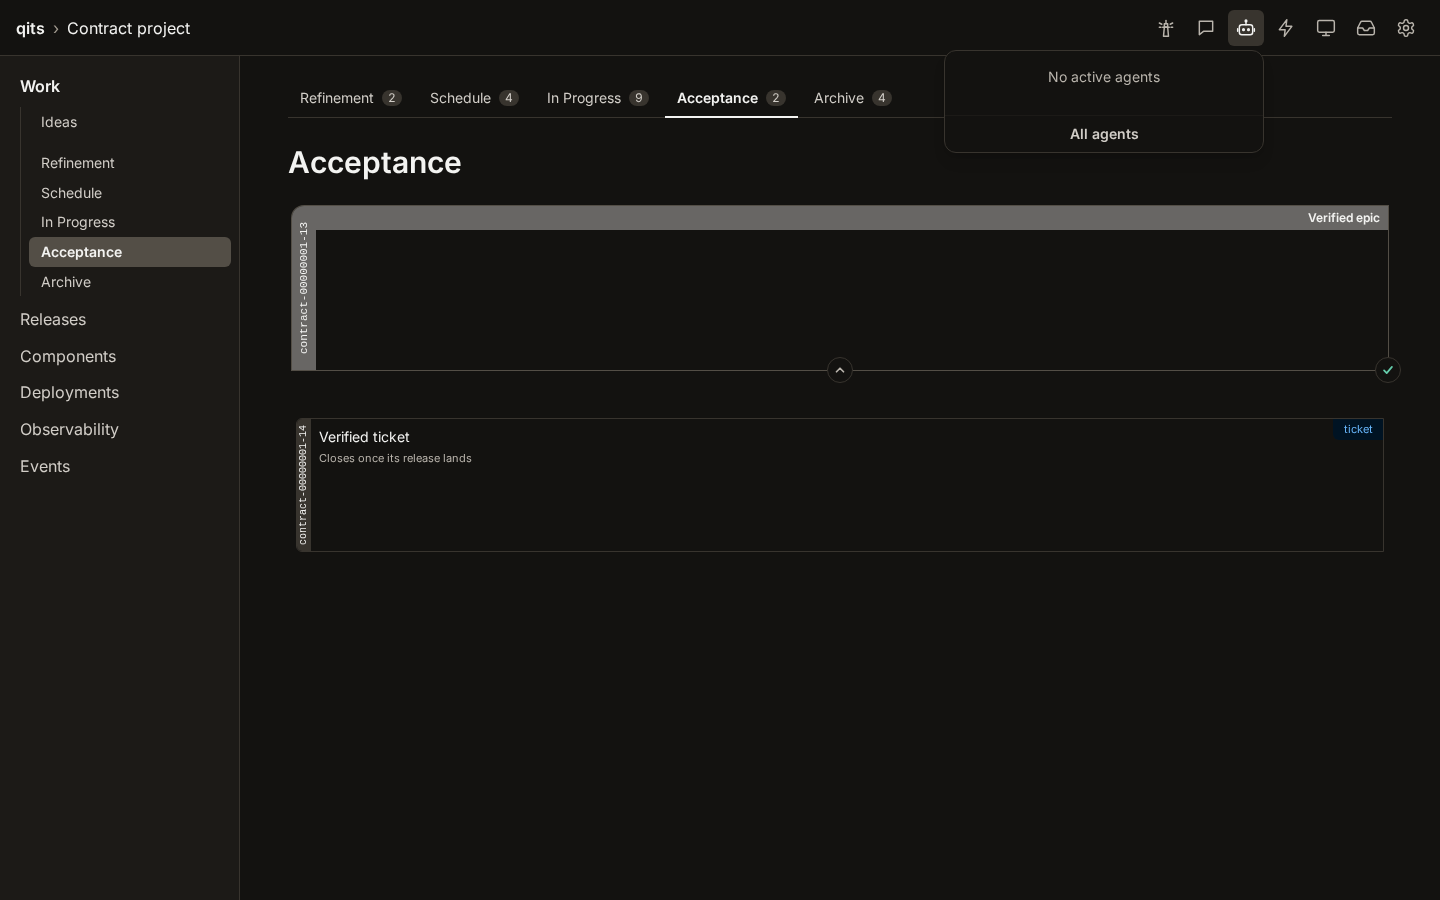 qits › Contract project
No active agents
All agents
Work
Ideas
Refinement
Schedule
In Progress
Acceptance
Archive
Releases
Components
Deployments
Observability
Events
Refinement 2
Schedule 4
In Progress 9
Acceptance 2
Archive 4
Acceptance
contract-00000001-13
Verified epic
contract-00000001-14
Verified ticket
ticket
Closes once its release lands